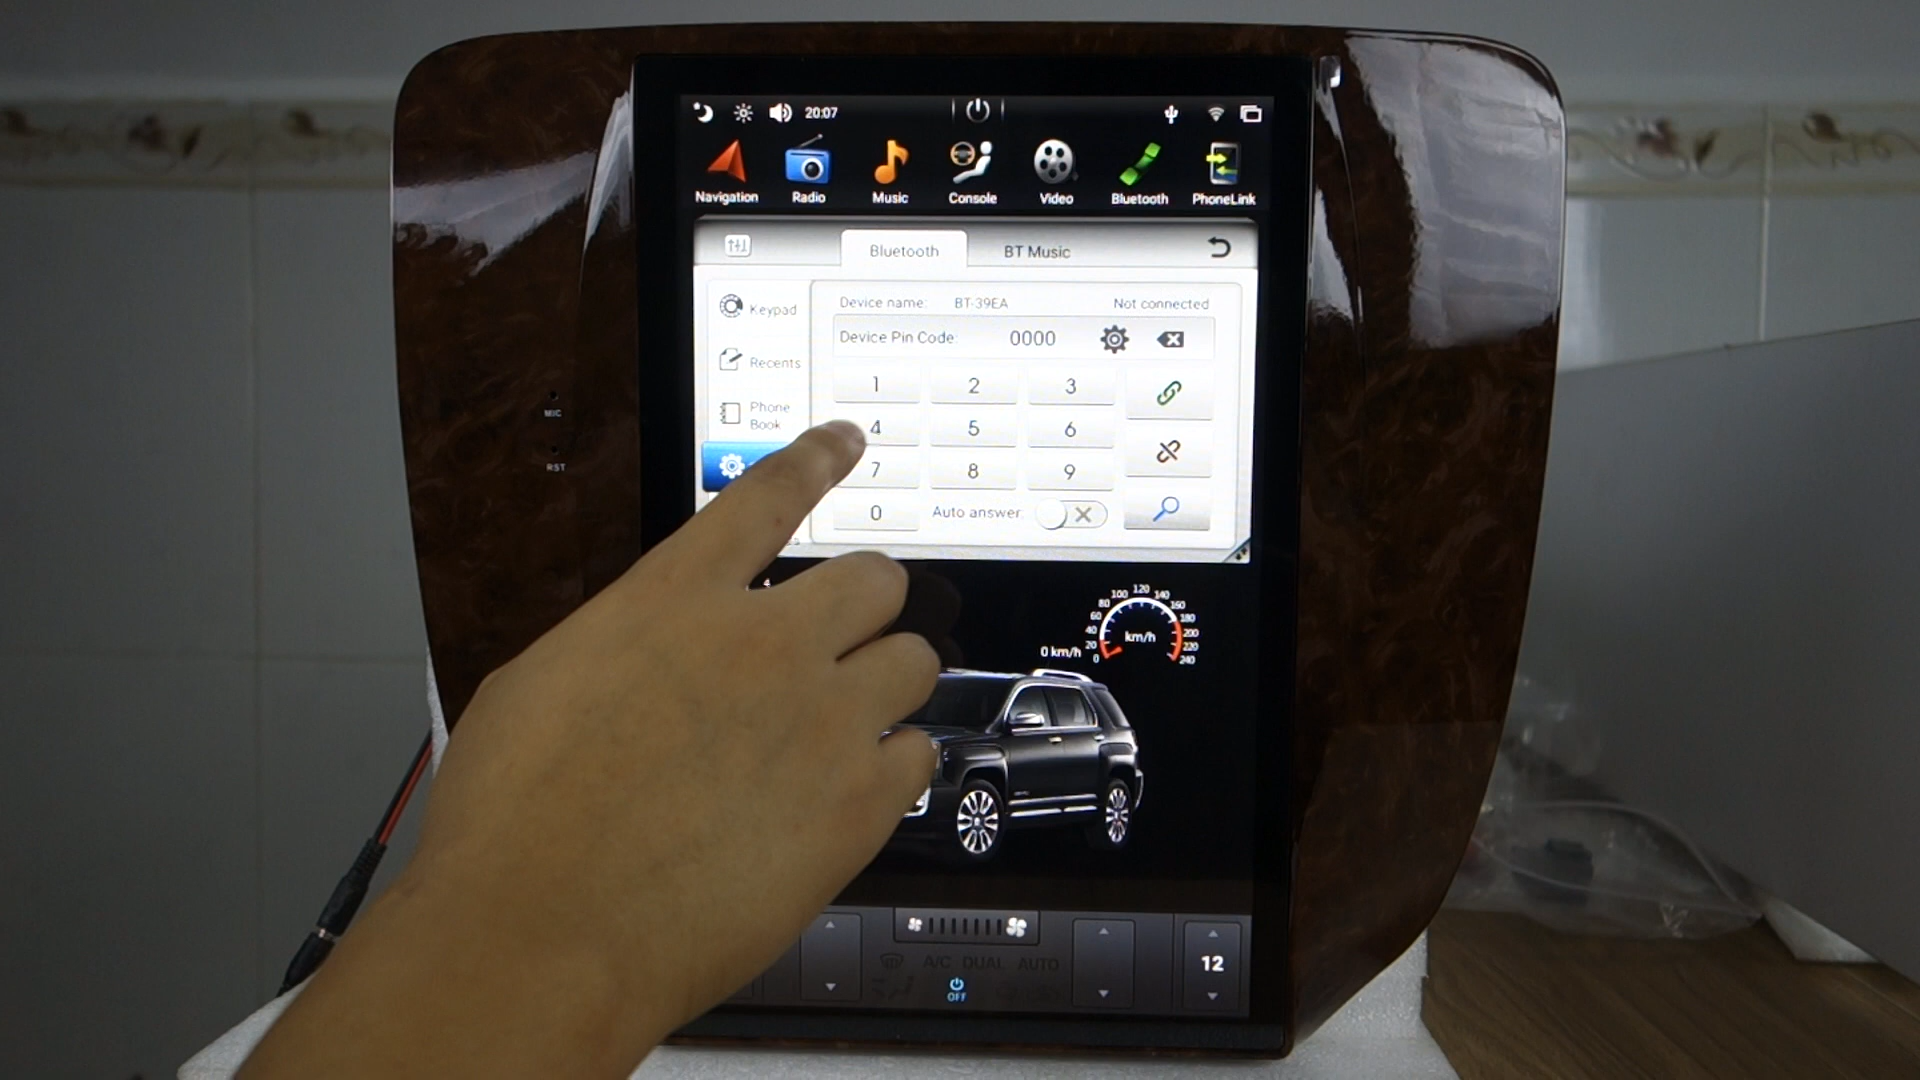 20:07
Navigation Radio Music Console Video Bluetooth PhoneLink
Bluetooth BT Music
Keypad
Recents
Phone
Book
Device name: BT-39EA Not connected
Device Pin Code: 0000
1 2 3
4 5 6
7 8 9
0 Auto answer:
MIC
RST
4
0 km/h
0 20 40 60 80 100 120 140 160 180 200 220 240
km/h
A/C DUAL AUTO
OFF
12